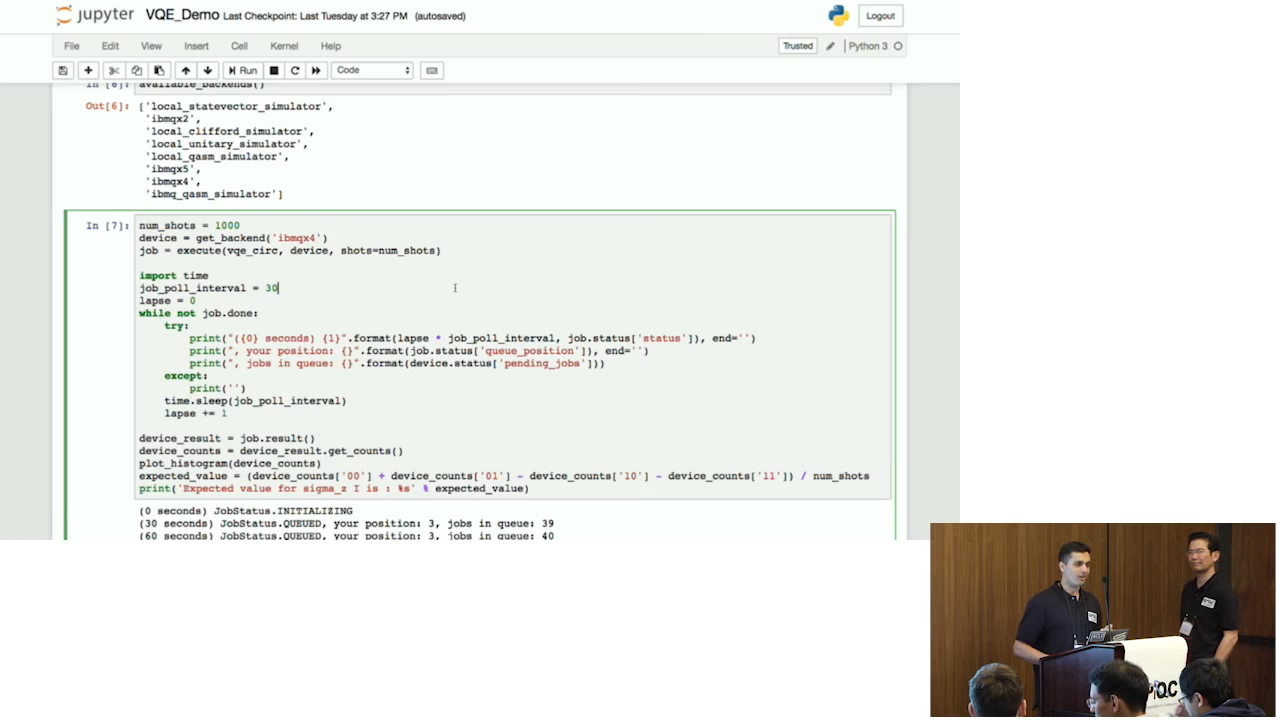 jupyter VQE_Demo Last Checkpoint: Last Tuesday at 3:27 PM (autosaved)
Logout
File Edit View Insert Cell Kernel Help
Trusted Python 3
Run Code
In [6]: available_backends()
Out[6]: ['local_statevector_simulator',
'ibmqx2',
'local_clifford_simulator',
'local_unitary_simulator',
'local_qasm_simulator',
'ibmqx5',
'ibmqx4',
'ibmq_qasm_simulator']
In [7]: num_shots = 1000
device = get_backend('ibmqx4')
job = execute(vqe_circ, device, shots=num_shots)
import time
job_poll_interval = 30
lapse = 0
while not job.done:
try:
print("({0} seconds) {1}".format(lapse * job_poll_interval, job.status['status']), end='')
print(", your position: {}".format(job.status['queue_position']), end='')
print(", jobs in queue: {}".format(device.status['pending_jobs']))
except:
print('')
time.sleep(job_poll_interval)
lapse += 1
device_result = job.result()
device_counts = device_result.get_counts()
plot_histogram(device_counts)
expected_value = (device_counts['00'] + device_counts['01'] - device_counts['10'] - device_counts['11']) / num_shots
print('Expected value for sigma_z I is : %s' % expected_value)
(0 seconds) JobStatus.INITIALIZING
(30 seconds) JobStatus.QUEUED, your position: 3, jobs in queue: 39
(60 seconds) JobStatus.QUEUED, your position: 3, jobs in queue: 40